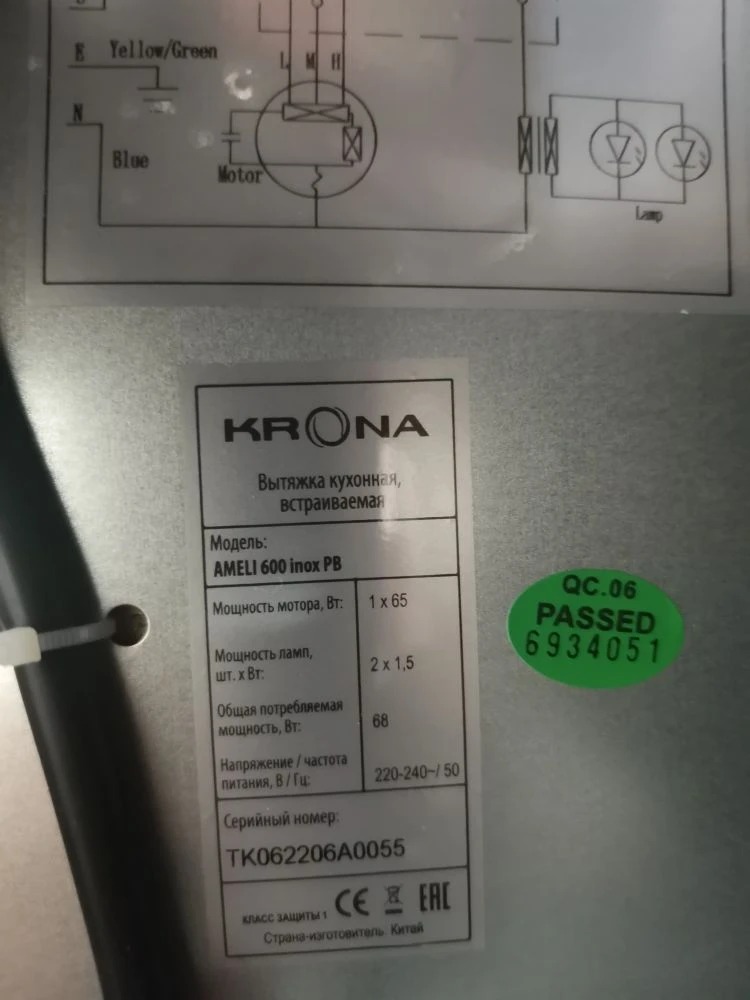 E Yellow/Green
L M H
N
Blue
Motor
Lamp
KRONA
Вытяжка кухонная,
встраиваемая
Модель:
AMELI 600 inox PB
Мощность мотора, Вт: 1 x 65
Мощность ламп,
шт. x Вт: 2 x 1,5
Общая потребляемая
мощность, Вт: 68
Напряжение / частота
питания, В / Гц: 220-240~/ 50
Серийный номер:
TK062206A0055
КЛАСС ЗАЩИТЫ 1 CE EAC
Страна-изготовитель: Китай
QC.06
PASSED
6934051